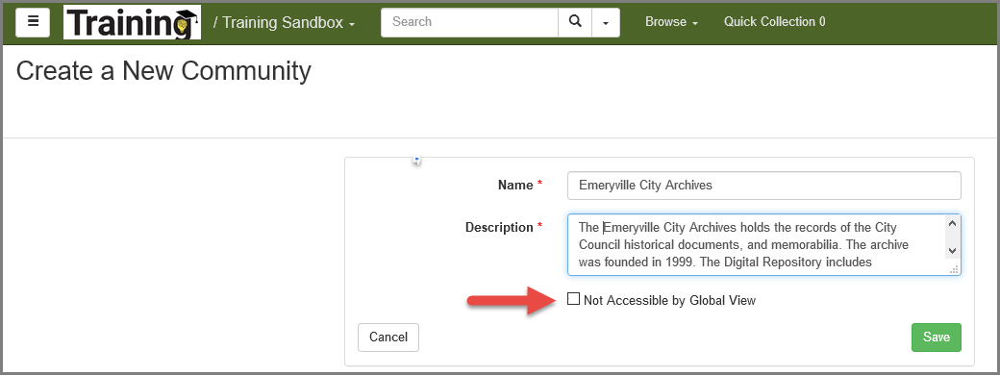 Training / Training Sandbox Search Browse Quick Collection 0
Create a New Community
Name * Emeryville City Archives
Description * The Emeryville City Archives holds the records of the City
Council historical documents, and memorabilia. The archive
was founded in 1999. The Digital Repository includes
Not Accessible by Global View
Cancel Save